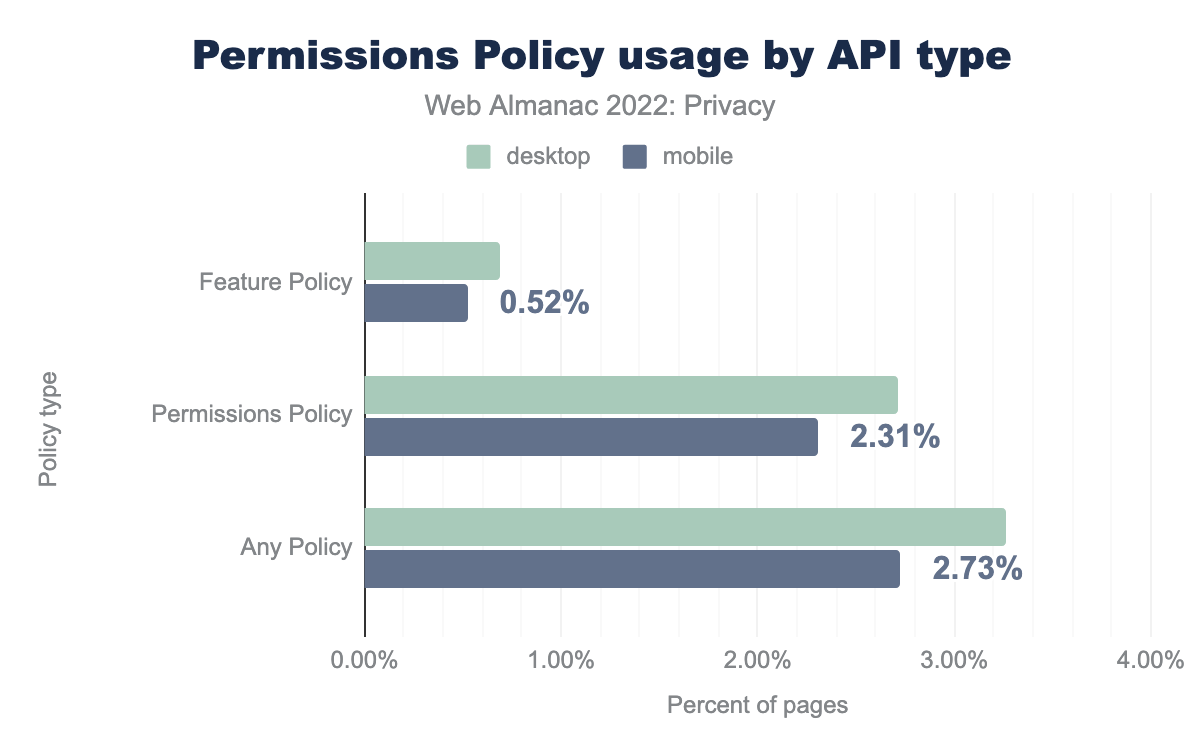 Permissions Policy usage by API type
Web Almanac 2022: Privacy
desktop mobile
Feature Policy
0.52%
Permissions Policy
2.31%
Any Policy
2.73%
Policy type
0.00% 1.00% 2.00% 3.00% 4.00%
Percent of pages